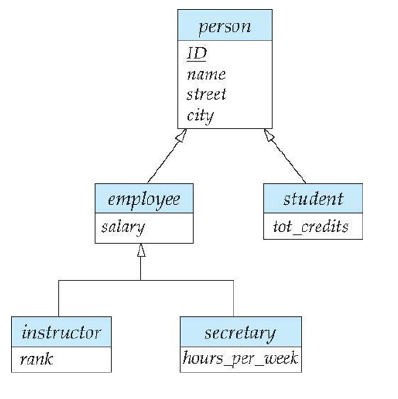 person
ID
name
street
city
employee
salary
student
tot_credits
instructor
rank
secretary
hours_per_week